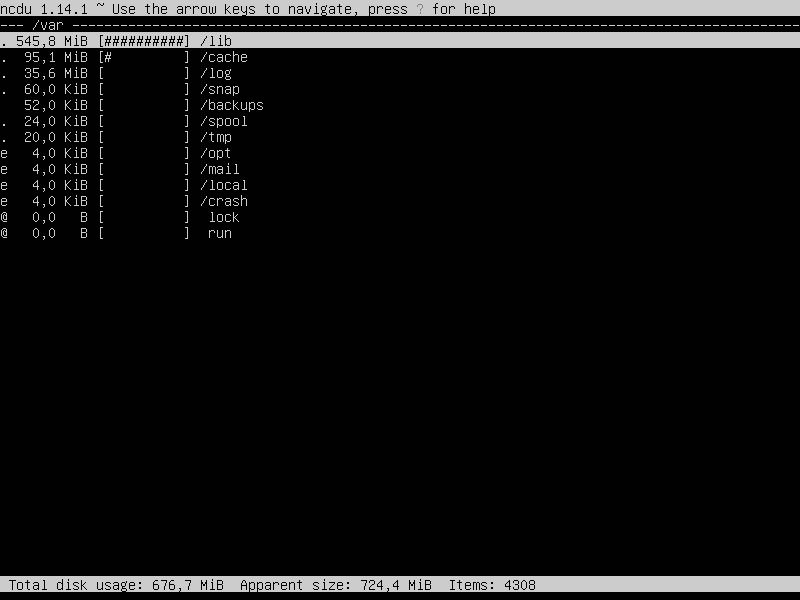 ncdu 1.14.1 ~ Use the arrow keys to navigate, press ? for help
--- /var ---------------------------------------------------------------------------------------------
. 545,8 MiB [##########] /lib
.  95,1 MiB [#         ] /cache
.  35,6 MiB [          ] /log
.  60,0 KiB [          ] /snap
   52,0 KiB [          ] /backups
.  24,0 KiB [          ] /spool
.  20,0 KiB [          ] /tmp
e   4,0 KiB [          ] /opt
e   4,0 KiB [          ] /mail
e   4,0 KiB [          ] /local
e   4,0 KiB [          ] /crash
@   0,0   B [          ]  lock
@   0,0   B [          ]  run
Total disk usage: 676,7 MiB  Apparent size: 724,4 MiB  Items: 4308